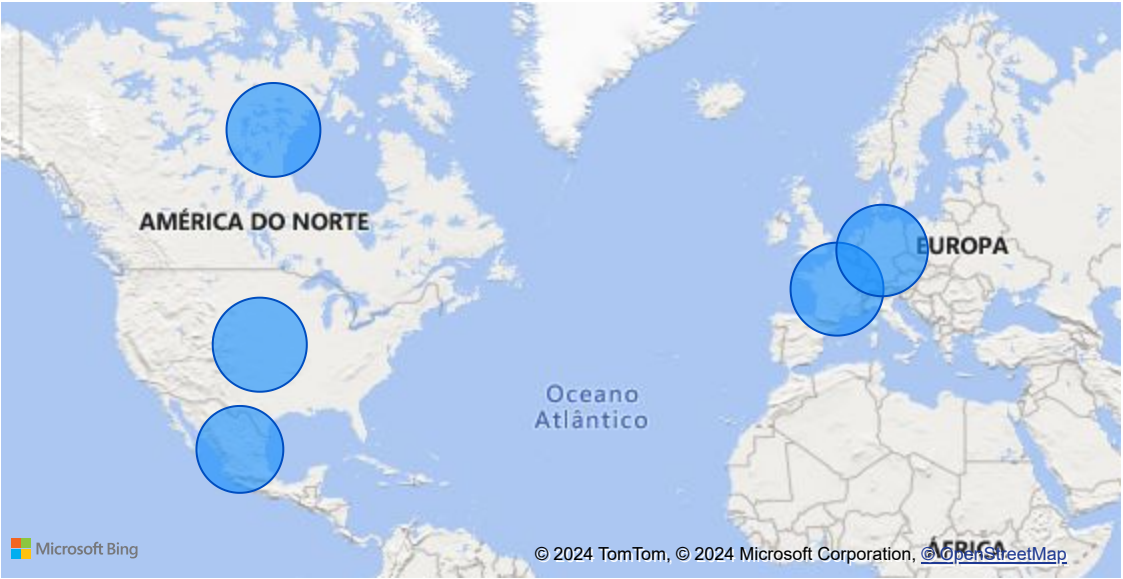 AMÉRICA DO NORTE
EUROPA
Oceano
Atlântico
ÁFRICA
Microsoft Bing
© 2024 TomTom, © 2024 Microsoft Corporation, © OpenStreetMap